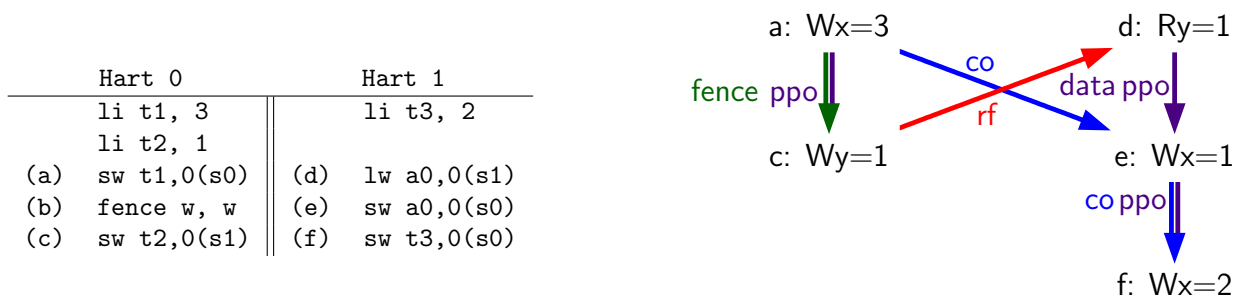 Hart 0 Hart 1
li t1, 3 li t3, 2
li t2, 1
(a) sw t1,0(s0) (d) lw a0,0(s1)
(b) fence w, w (e) sw a0,0(s0)
(c) sw t2,0(s1) (f) sw t3,0(s0)
a: Wx=3 d: Ry=1
co
fence ppo data ppo
rf
c: Wy=1 e: Wx=1
co ppo
f: Wx=2